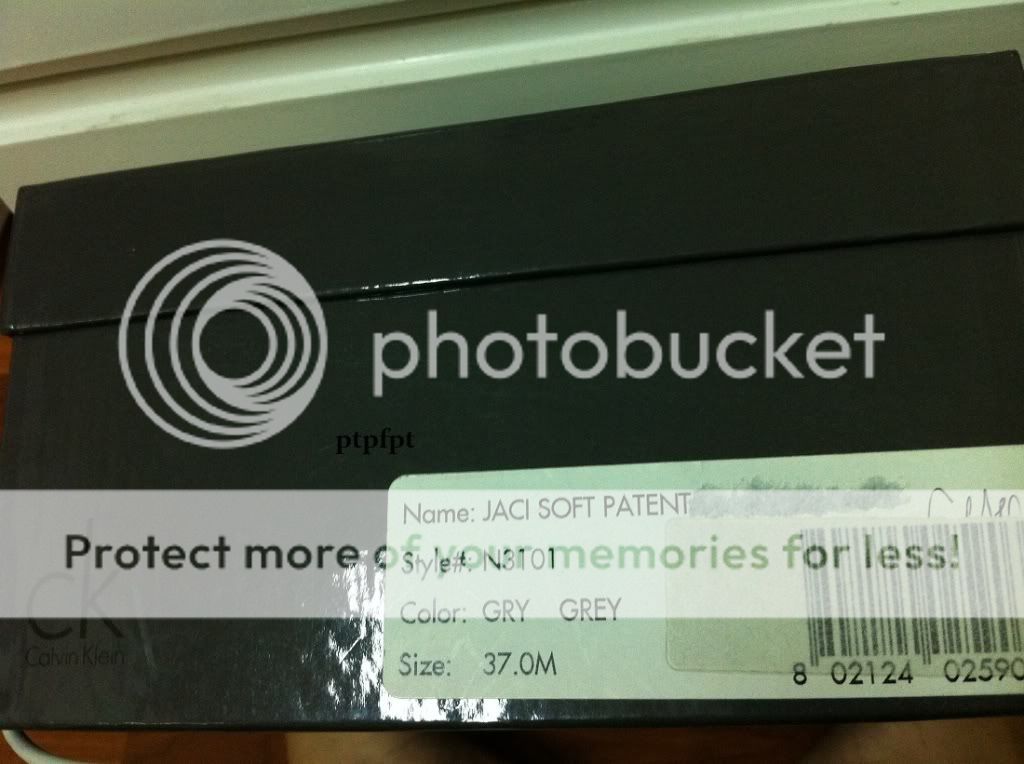 photobucket
ptpfpt
Name: JACI SOFT PATENT
Protect more of your memories for less!
Style#: N3101
ck
Color: GRY GREY
Calvin Klein
Size: 37.0M
8 02124 02590